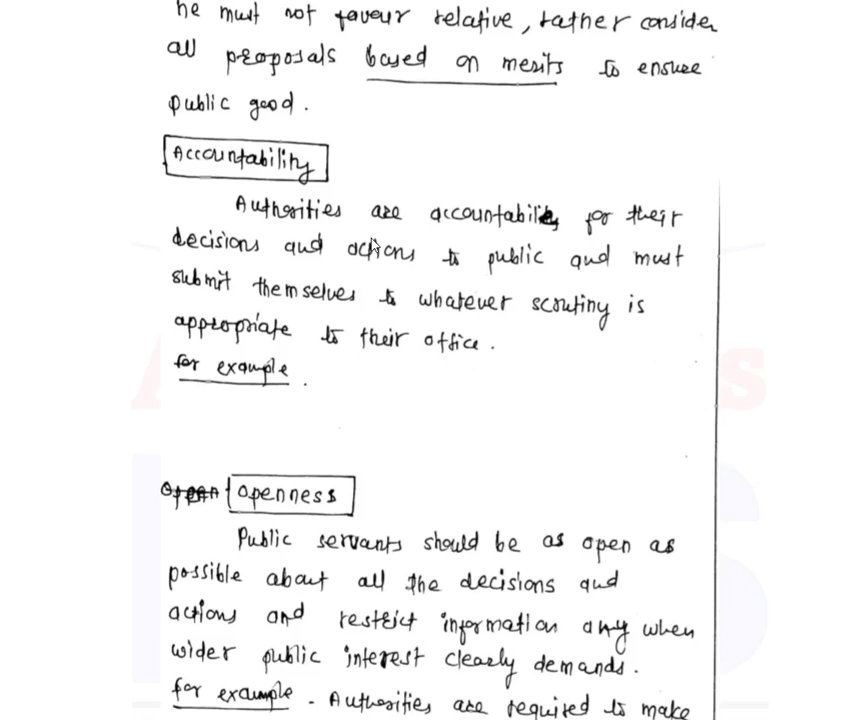 he must not favour relative, rather consider
all proposals based on merits to ensure
public good.
Accountability
Authorities are accountability for their
decisions and actions to public and must
submit themselves to whatever scrutiny is
appropriate to their office.
for example.
Open Openness
Public servants should be as open as
possible about all the decisions and
actions and restrict information any when
wider public interest clearly demands.
for example. Authorities are required to make